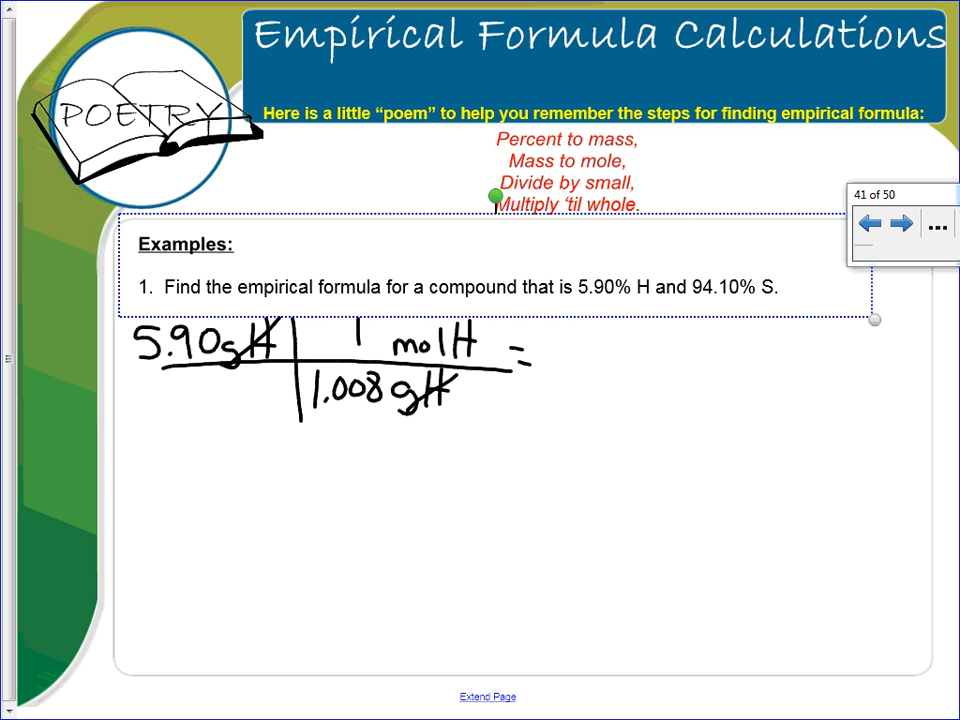 Empirical Formula Calculations
POETRY
Here is a little “poem” to help you remember the steps for finding empirical formula:
Percent to mass,
Mass to mole,
Divide by small,
Multiply ‘til whole.
41 of 50
...
Examples:
1. Find the empirical formula for a compound that is 5.90% H and 94.10% S.
5.90g H | 1 mol H =
1.008 g H
Extend Page